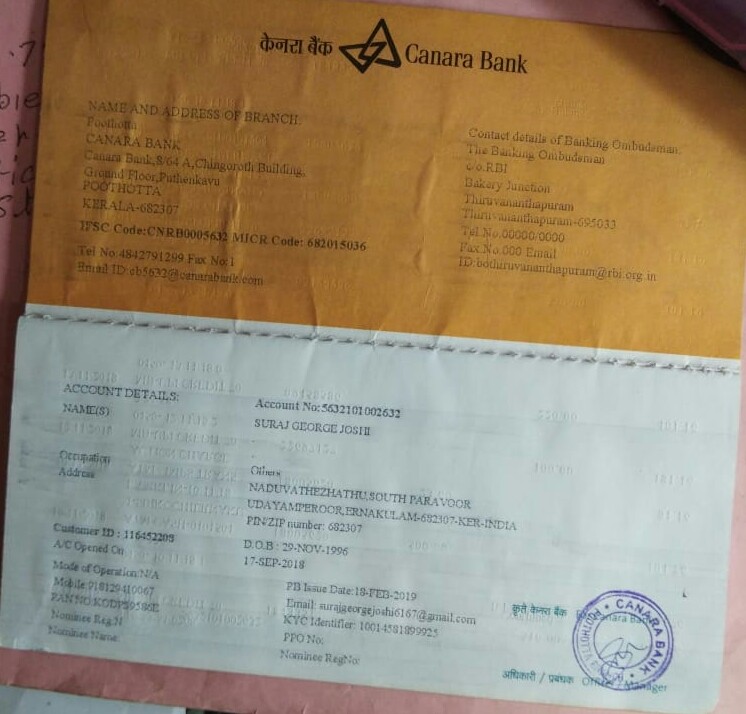 केनरा बैंक Canara Bank
NAME AND ADDRESS OF BRANCH.
Poothotta
CANARA BANK
Canara Bank,8/64 A,Chingoroth Building,
Ground Floor,Puthenkavu
POOTHOTTA
KERALA-682307
IFSC Code:CNRB0005632 MICR Code: 682015036
Tel No:4842791299 Fax No:1
Email ID:cb5632@canarabank.com
Contact details of Banking Ombudsman.
The Banking Ombudsman
c/o.RBI
Bakery Junction
Thiruvananthapuram
Thiruvananthapuram-695033
Tel.No.00000/0000
Fax.No.000 Email
ID:bothiruvananthapuram@rbi.org.in
ACCOUNT DETAILS:
Account No:5632101002632
NAME(S) SURAJ GEORGE JOSHI
Occupation Others
Address NADUVATHEZHATHU,SOUTH PARAVOOR
UDAYAMPEROOR,ERNAKULAM-682307-KER-INDIA
PIN/ZIP number: 682307
Customer ID : 116452205 D.O.B : 29-NOV-1996
A/C Opened On 17-SEP-2018
Mode of Operation:N/A PB Issue Date:18-FEB-2019
Mobile:918129410067 Email: surajgeorgejoshi6167@gmail.com
PAN NO: KYC Identifier: 10014581899925
Nominee Reg:N PPO No:
Nominee Name: Nominee RegNo:
कृते केनरा बैंक Canara Bank
अधिकारी / प्रबंधक Officer / Manager
CANARA BANK